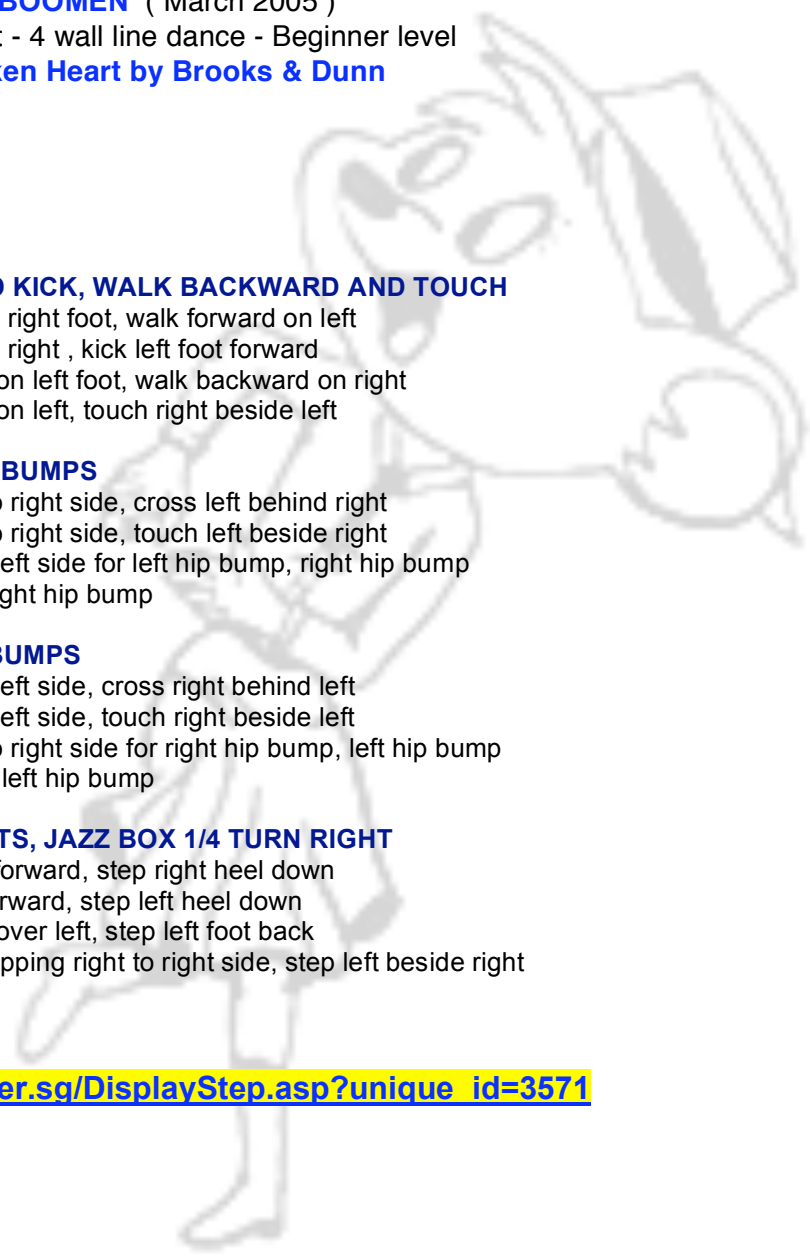 BOOMEN ( March 2005 )
t - 4 wall line dance - Beginner level
ken Heart by Brooks & Dunn
D KICK, WALK BACKWARD AND TOUCH
right foot, walk forward on left
right , kick left foot forward
on left foot, walk backward on right
on left, touch right beside left
BUMPS
o right side, cross left behind right
o right side, touch left beside right
left side for left hip bump, right hip bump
ight hip bump
BUMPS
left side, cross right behind left
left side, touch right beside left
o right side for right hip bump, left hip bump
left hip bump
TS, JAZZ BOX 1/4 TURN RIGHT
forward, step right heel down
rward, step left heel down
over left, step left foot back
pping right to right side, step left beside right
er.sg/DisplayStep.asp?unique_id=3571